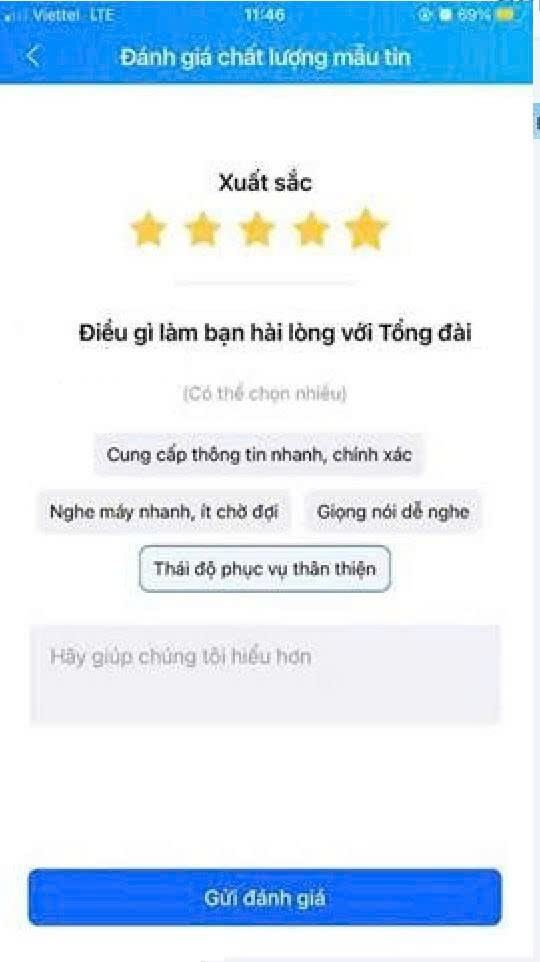 Viettel LTE 11:46 69%
Đánh giá chất lượng mẫu tin
Xuất sắc
Điều gì làm bạn hài lòng với Tổng đài
(Có thể chọn nhiều)
Cung cấp thông tin nhanh, chính xác
Nghe máy nhanh, ít chờ đợi Giọng nói dễ nghe
Thái độ phục vụ thân thiện
Hãy giúp chúng tôi hiểu hơn
Gửi đánh giá